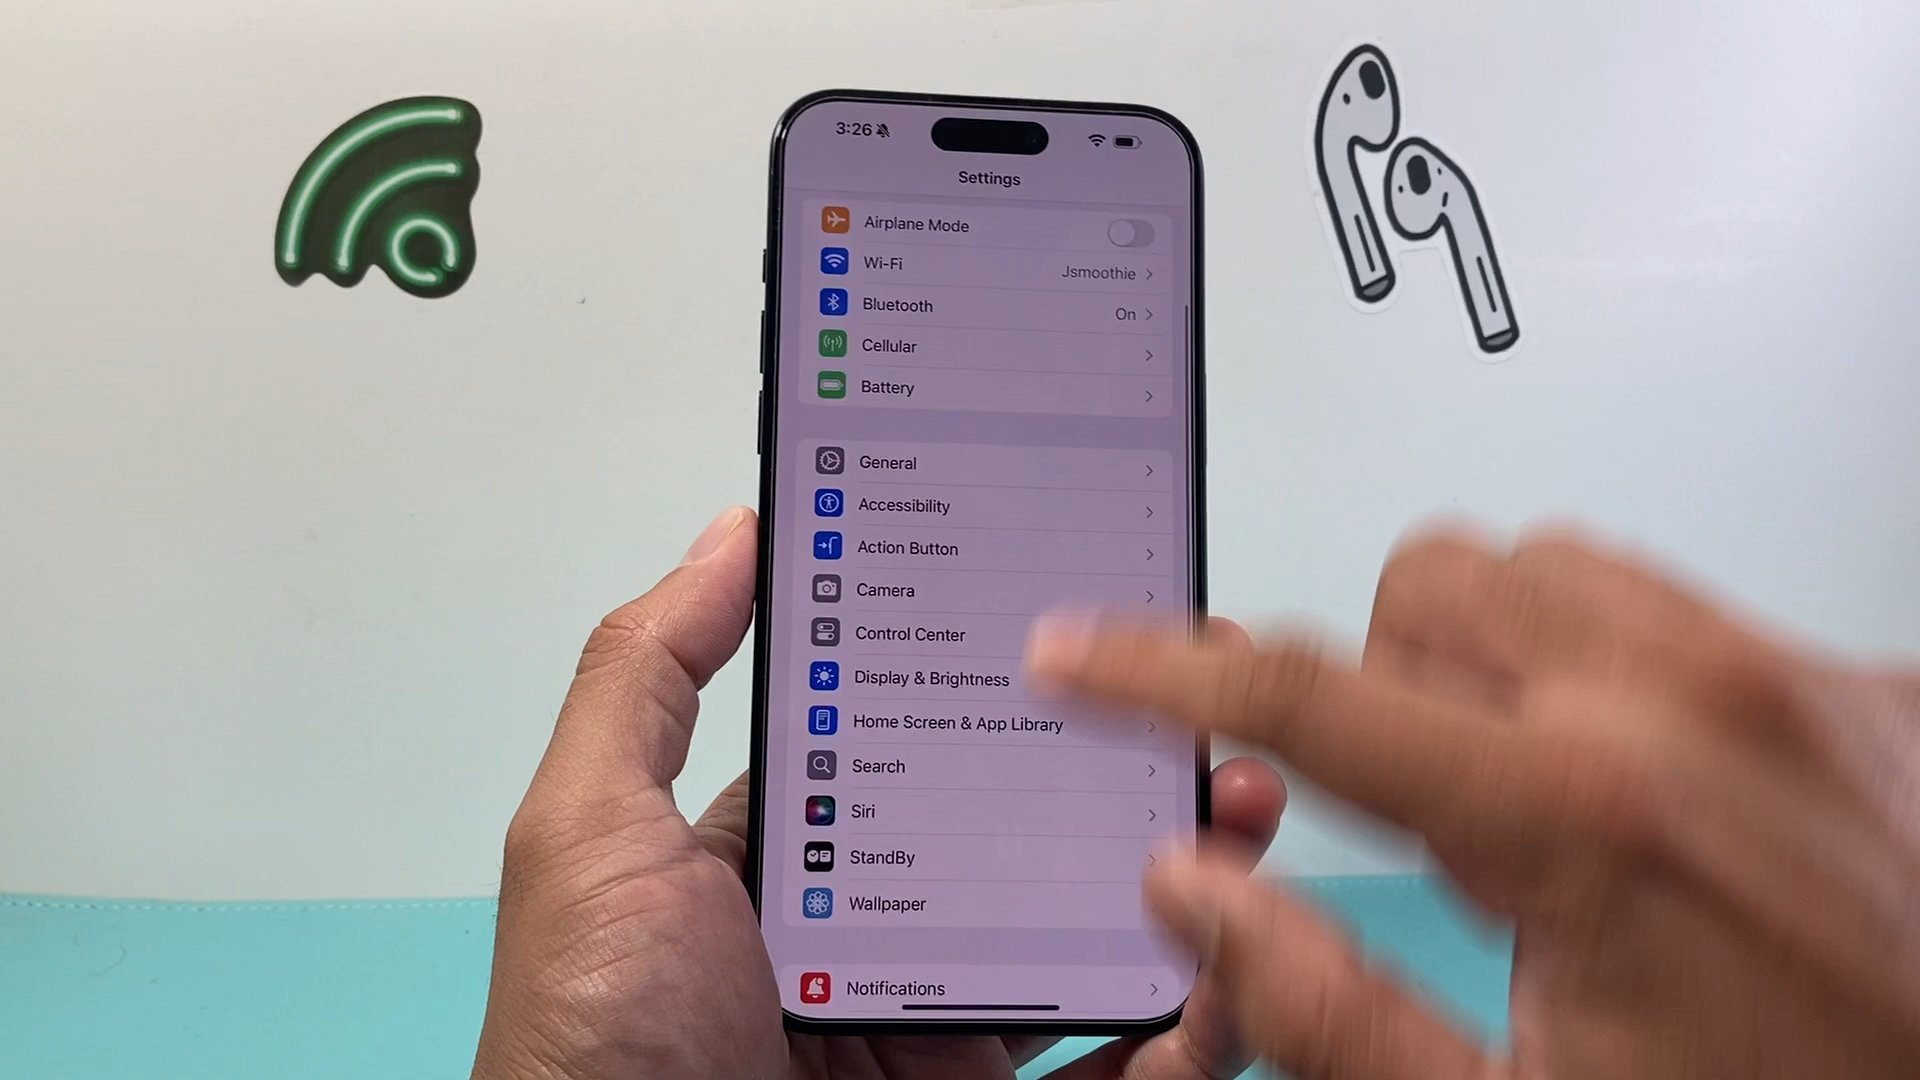 3:26
Settings
Airplane Mode
Wi-Fi
Jsmoothie
Bluetooth
On
Cellular
Battery
General
Accessibility
Action Button
Camera
Control Center
Display & Brightness
Home Screen & App Library
Search
Siri
StandBy
Wallpaper
Notifications